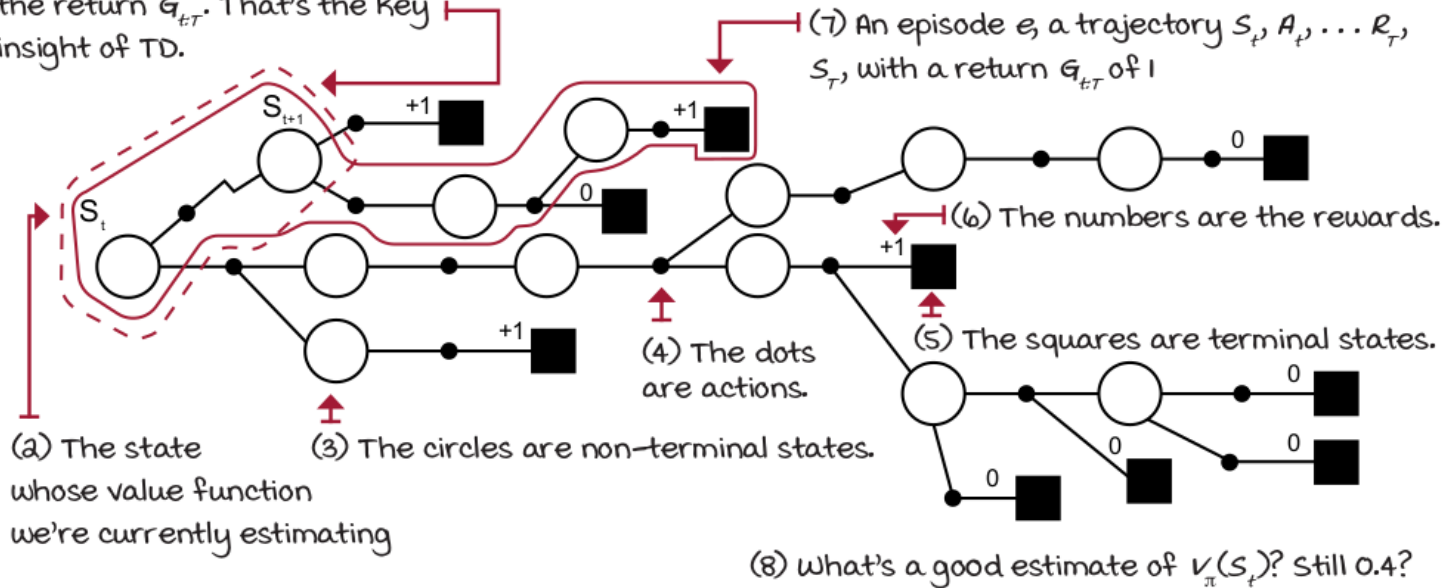 the return G_{t:T}. That's the key
insight of TD.
(7) An episode e, a trajectory S_t, A_t, ... R_T,
S_T, with a return G_{t:T} of 1
S_{t+1}
+1
+1
0
0
S_t
(6) The numbers are the rewards.
+1
(5) The squares are terminal states.
+1
(4) The dots
are actions.
0
0
0
0
(2) The state
whose value function
we're currently estimating
(3) The circles are non-terminal states.
(8) What's a good estimate of v_π(S_t)? Still 0.4?